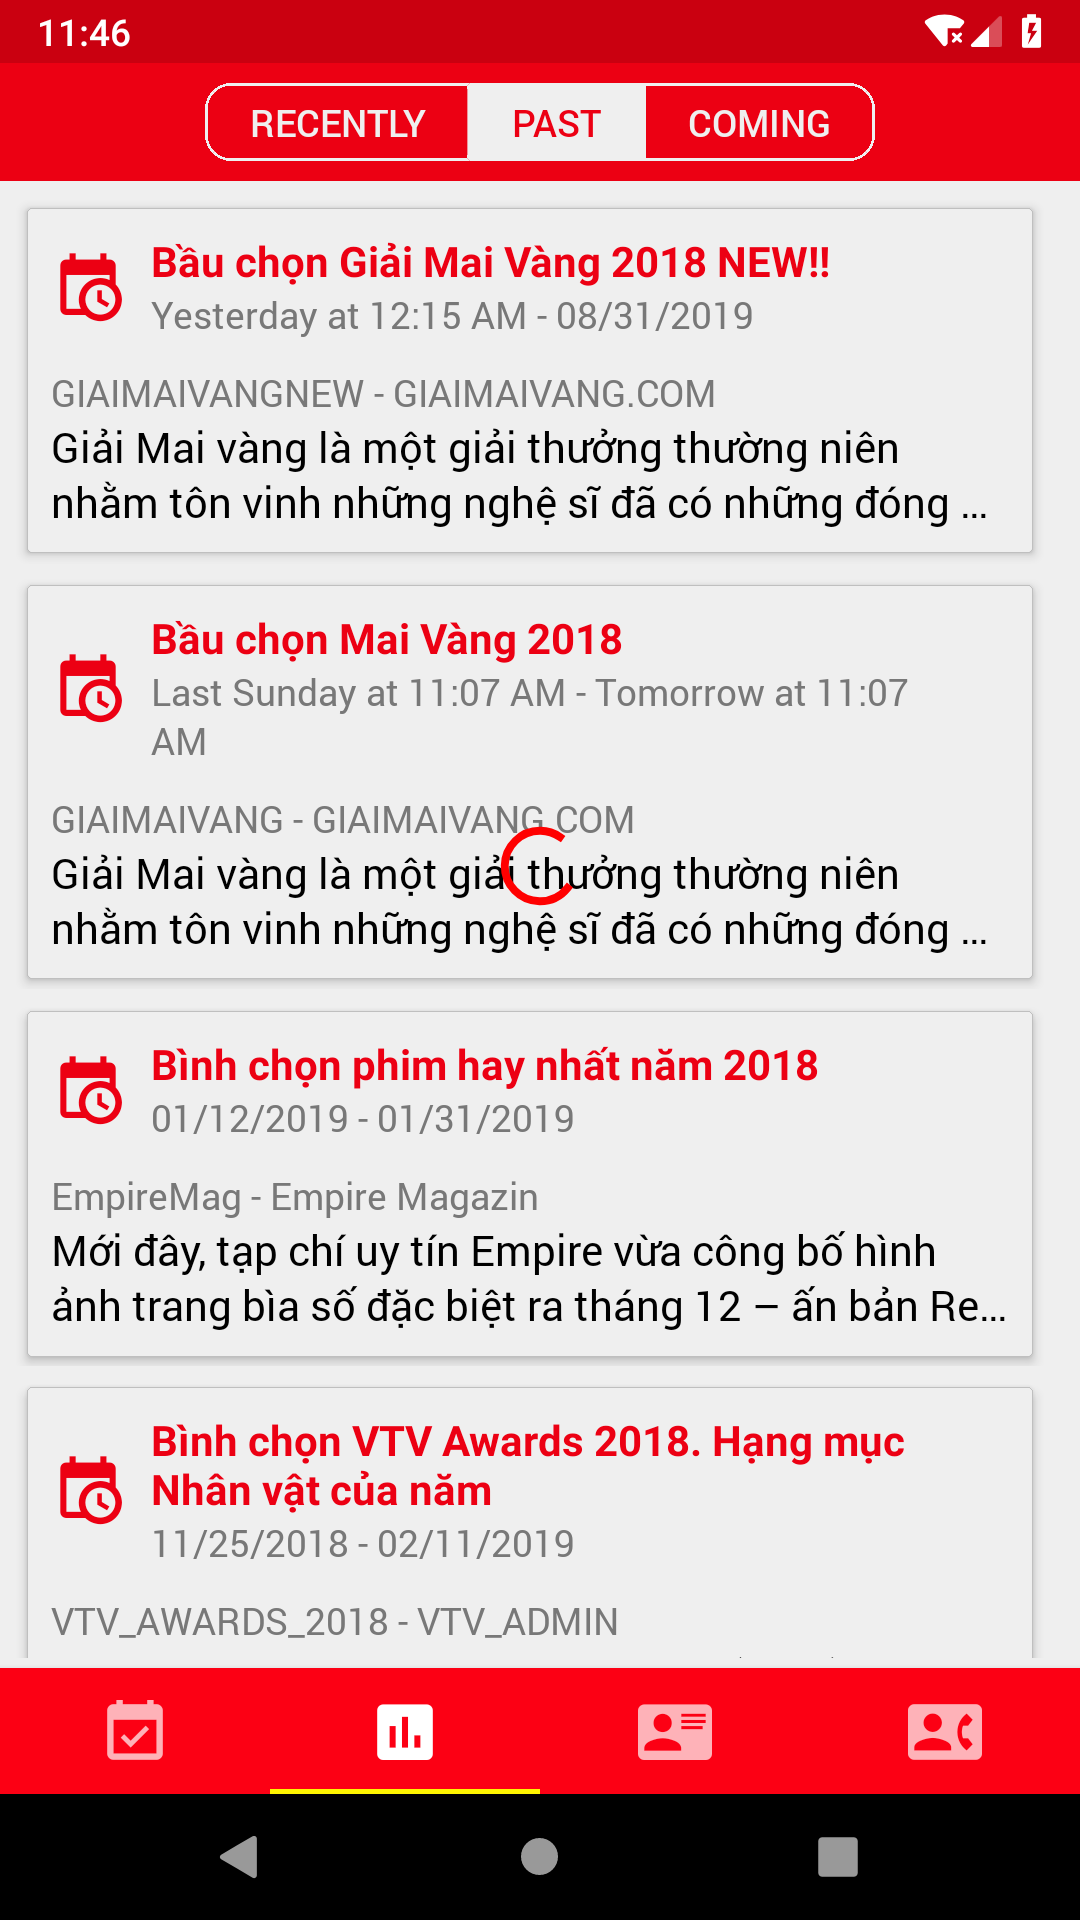 11:46
RECENTLY PAST COMING
Bầu chọn Giải Mai Vàng 2018 NEW!!
Yesterday at 12:15 AM - 08/31/2019
GIAIMAIVANGNEW - GIAIMAIVANG.COM
Giải Mai vàng là một giải thưởng thường niên
nhằm tôn vinh những nghệ sĩ đã có những đóng ...
Bầu chọn Mai Vàng 2018
Last Sunday at 11:07 AM - Tomorrow at 11:07
AM
GIAIMAIVANG - GIAIMAIVANG.COM
Giải Mai vàng là một giải thưởng thường niên
nhằm tôn vinh những nghệ sĩ đã có những đóng ...
Bình chọn phim hay nhất năm 2018
01/12/2019 - 01/31/2019
EmpireMag - Empire Magazin
Mới đây, tạp chí uy tín Empire vừa công bố hình
ảnh trang bìa số đặc biệt ra tháng 12 – ấn bản Re...
Bình chọn VTV Awards 2018. Hạng mục
Nhân vật của năm
11/25/2018 - 02/11/2019
VTV_AWARDS_2018 - VTV_ADMIN